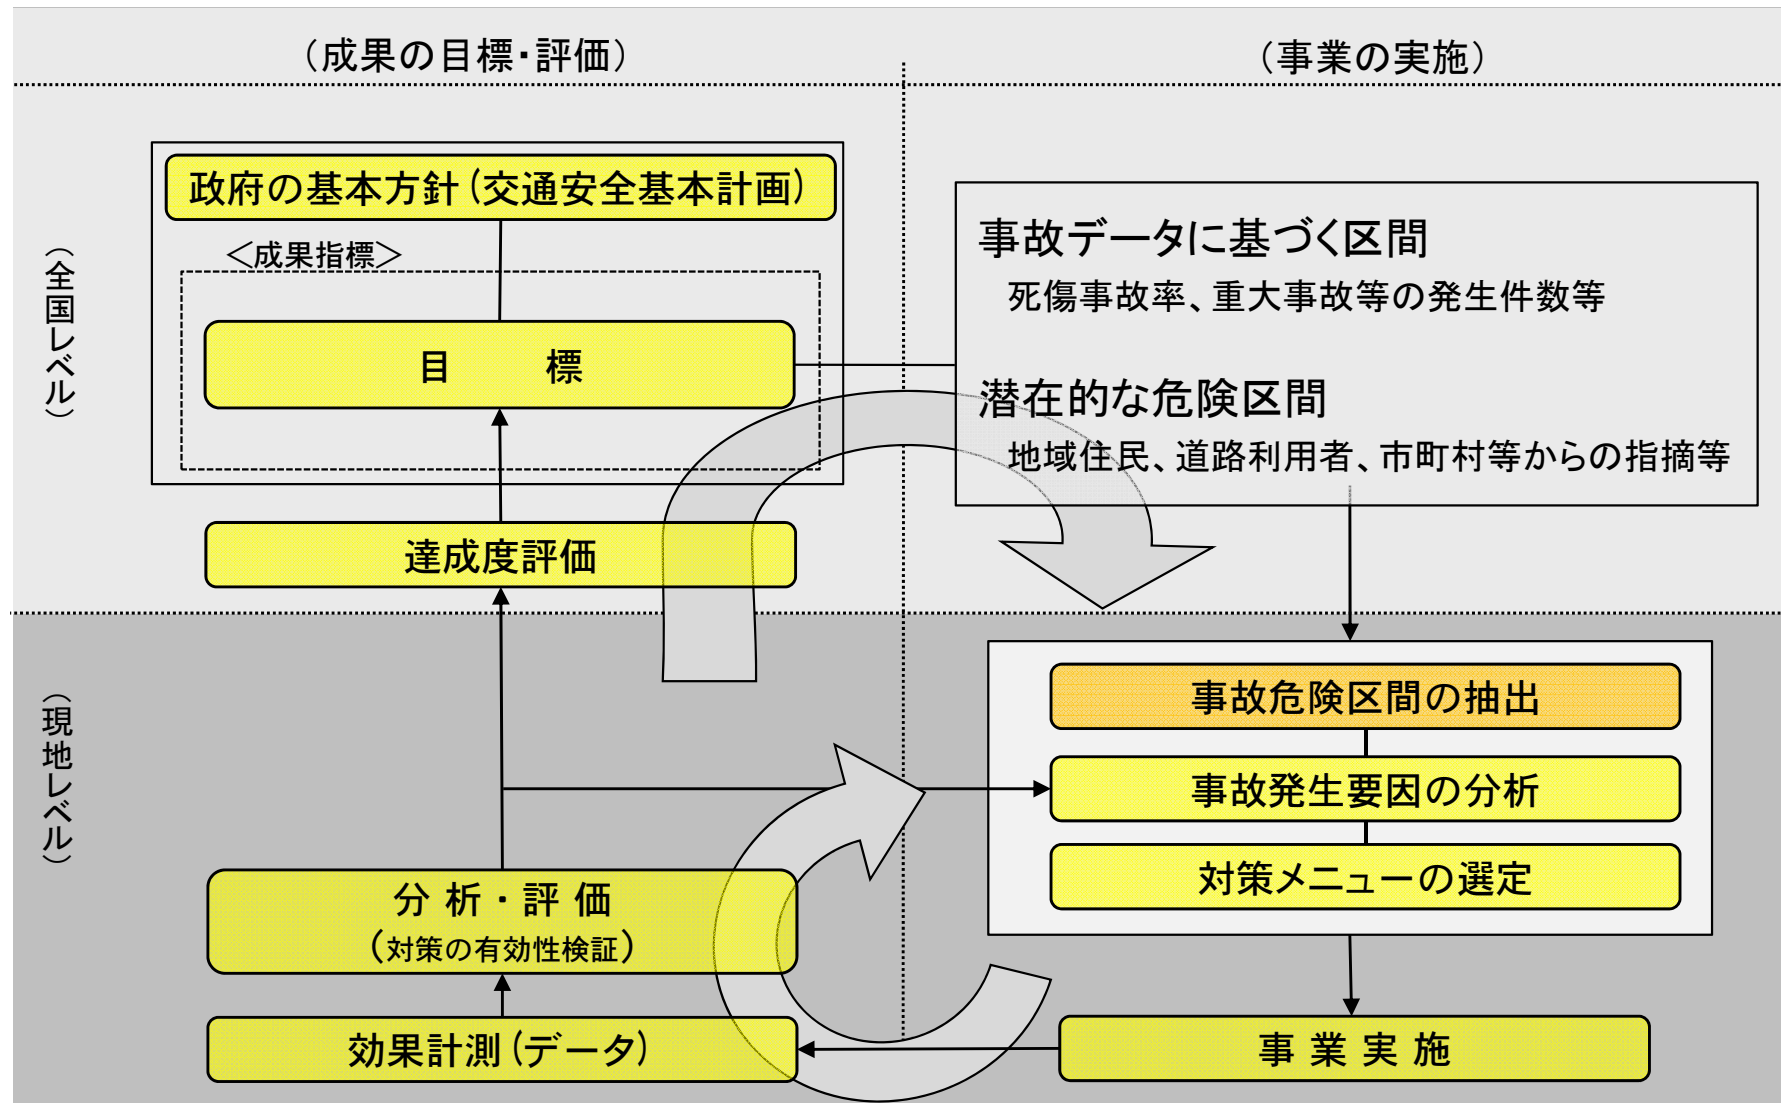 （成果の目標・評価）
（事業の実施）
（全国レベル）
政府の基本方針（交通安全基本計画）
＜成果指標＞
目　　標
達成度評価
事故データに基づく区間
死傷事故率、重大事故等の発生件数等
潜在的な危険区間
地域住民、道路利用者、市町村等からの指摘等
（現地レベル）
事故危険区間の抽出
事故発生要因の分析
対策メニューの選定
分 析 ・ 評 価
（対策の有効性検証）
効果計測（データ）
事 業 実 施